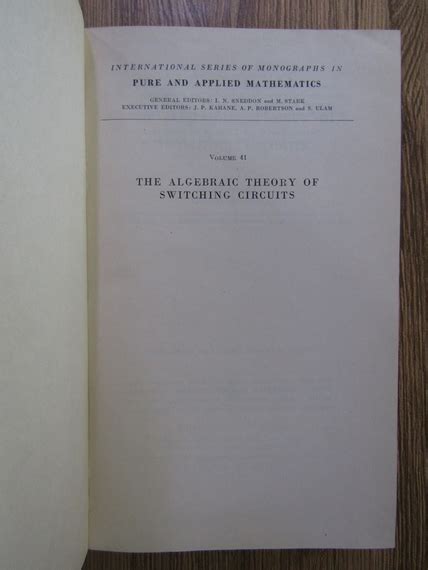 INTERNATIONAL SERIES OF MONOGRAPHS IN
PURE AND APPLIED MATHEMATICS
GENERAL EDITORS: I. N. SNEDDON and M. STARK
EXECUTIVE EDITORS: J. P. KAHANE, A. P. ROBERTSON and S. ULAM
VOLUME 41
THE ALGEBRAIC THEORY OF
SWITCHING CIRCUITS